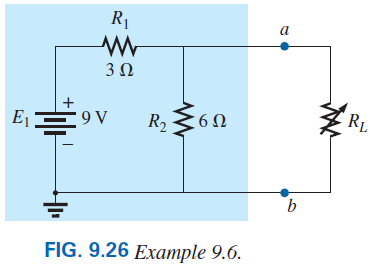 R1
3 Ω
a
E1
+
9 V
–
R2
6 Ω
RL
b
FIG. 9.26 Example 9.6.